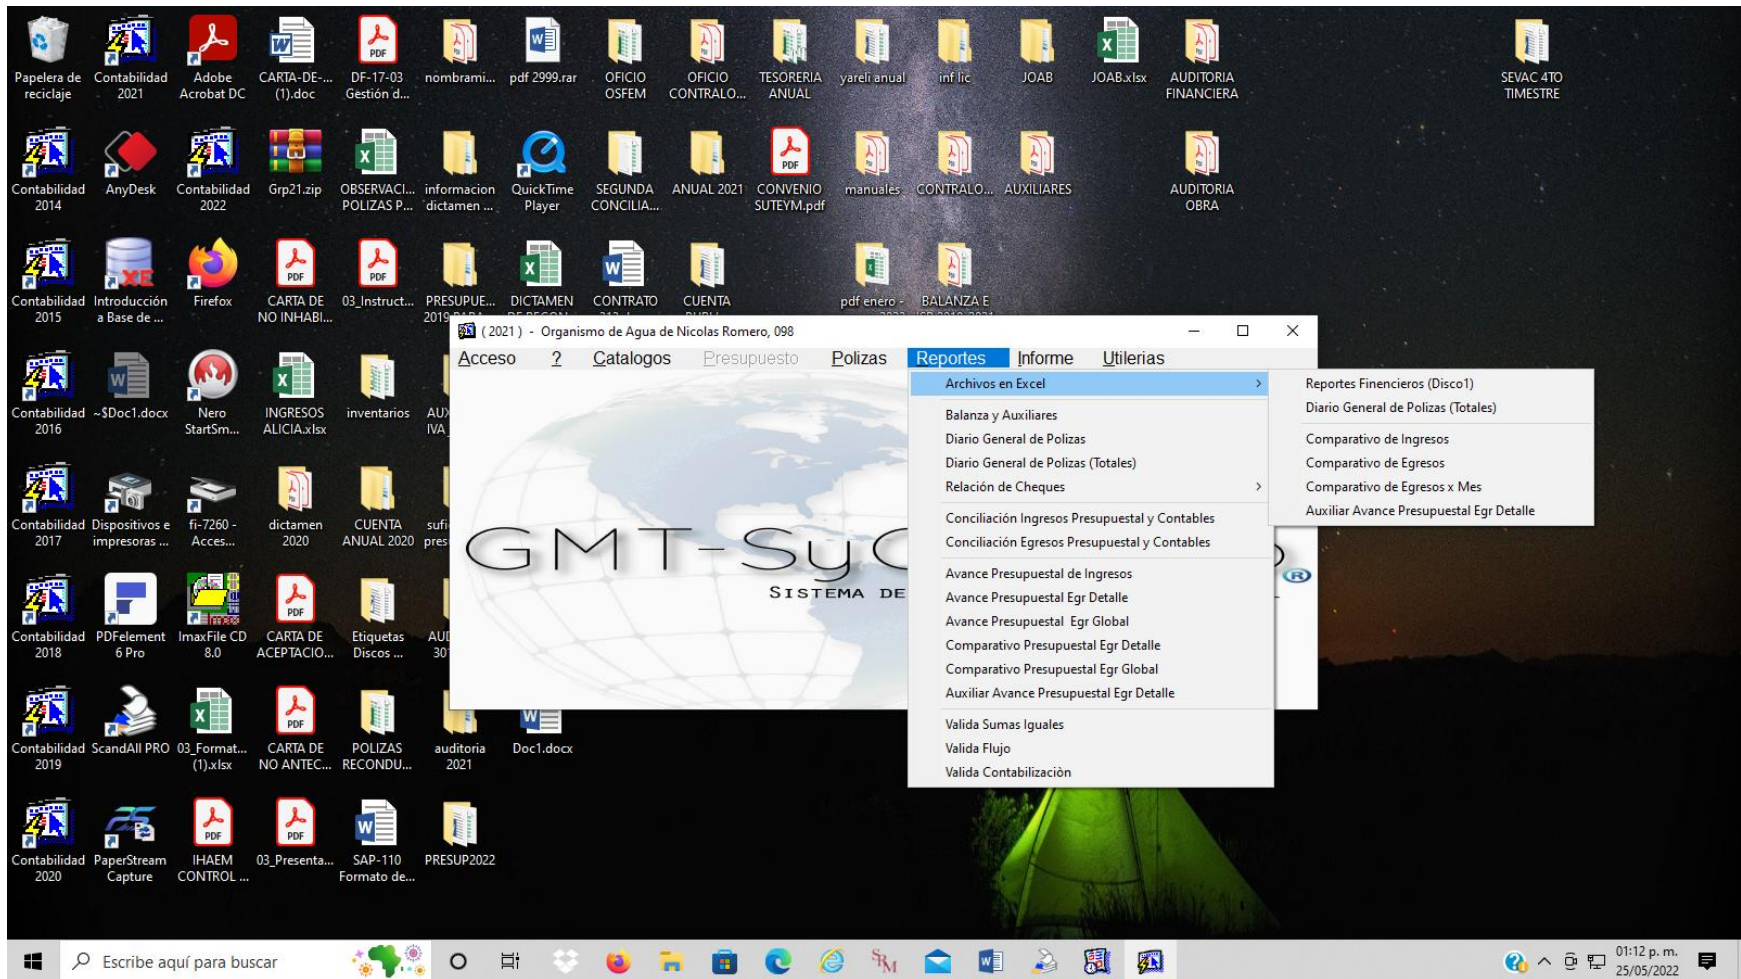 Papelera de
reciclaje
Contabilidad
2021
Adobe
Acrobat DC
CARTA-DE-...
(1).doc
DF-17-03
Gestión d...
nombrami...
pdf 2999.rar
OFICIO
OSFEM
OFICIO
CONTRALO...
TESORERIA
ANUAL
yareli anual
inf lic
JOAB
JOAB.xlsx
AUDITORIA
FINANCIERA
SEVAC 4TO
TIMESTRE
Contabilidad
2014
AnyDesk
Contabilidad
2022
Grp21.zip
OBSERVACI...
POLIZAS P...
informacion
dictamen ...
QuickTime
Player
SEGUNDA
CONCILIA...
ANUAL 2021
CONVENIO
SUTEYM.pdf
manuales
CONTRALO...
AUXILIARES
AUDITORIA
OBRA
Contabilidad
2015
Introducción
a Base de ...
Firefox
CARTA DE
NO INHABI...
03_Instruct...
PRESUPUE...
DICTAMEN
CONTRATO
CUENTA
pdf enero -
BALANZA E
( 2021 ) - Organismo de Agua de Nicolas Romero, 098
Acceso ? Catalogos Presupuesto Polizas Reportes Informe Utilerias
Archivos en Excel
Balanza y Auxiliares
Diario General de Polizas
Diario General de Polizas (Totales)
Relación de Cheques
Conciliación Ingresos Presupuestal y Contables
Conciliación Egresos Presupuestal y Contables
Avance Presupuestal de Ingresos
Avance Presupuestal Egr Detalle
Avance Presupuestal Egr Global
Comparativo Presupuestal Egr Detalle
Comparativo Presupuestal Egr Global
Auxiliar Avance Presupuestal Egr Detalle
Valida Sumas Iguales
Valida Flujo
Valida Contabilizaciòn
Reportes Financieros (Disco1)
Diario General de Polizas (Totales)
Comparativo de Ingresos
Comparativo de Egresos
Comparativo de Egresos x Mes
Auxiliar Avance Presupuestal Egr Detalle
GMT-SyC
SISTEMA DE
®
Contabilidad
2016
~$Doc1.docx
Nero
StartSm...
INGRESOS
ALICIA.xlsx
inventarios
AUX
IVA
Contabilidad
2017
Dispositivos e
impresoras ...
fi-7260 -
Acces...
dictamen
2020
CUENTA
ANUAL 2020
sufi
pres
Contabilidad
2018
PDFelement
6 Pro
ImaxFile CD
8.0
CARTA DE
ACEPTACIO...
Etiquetas
Discos ...
AUD
301
Contabilidad
2019
ScandAll PRO
03_Format...
(1).xlsx
CARTA DE
NO ANTEC...
POLIZAS
RECONDU...
auditoria
2021
Doc1.docx
Contabilidad
2020
PaperStream
Capture
IHAEM
CONTROL ...
03_Presenta...
SAP-110
Formato de...
PRESUP2022
Escribe aquí para buscar
01:12 p. m.
25/05/2022